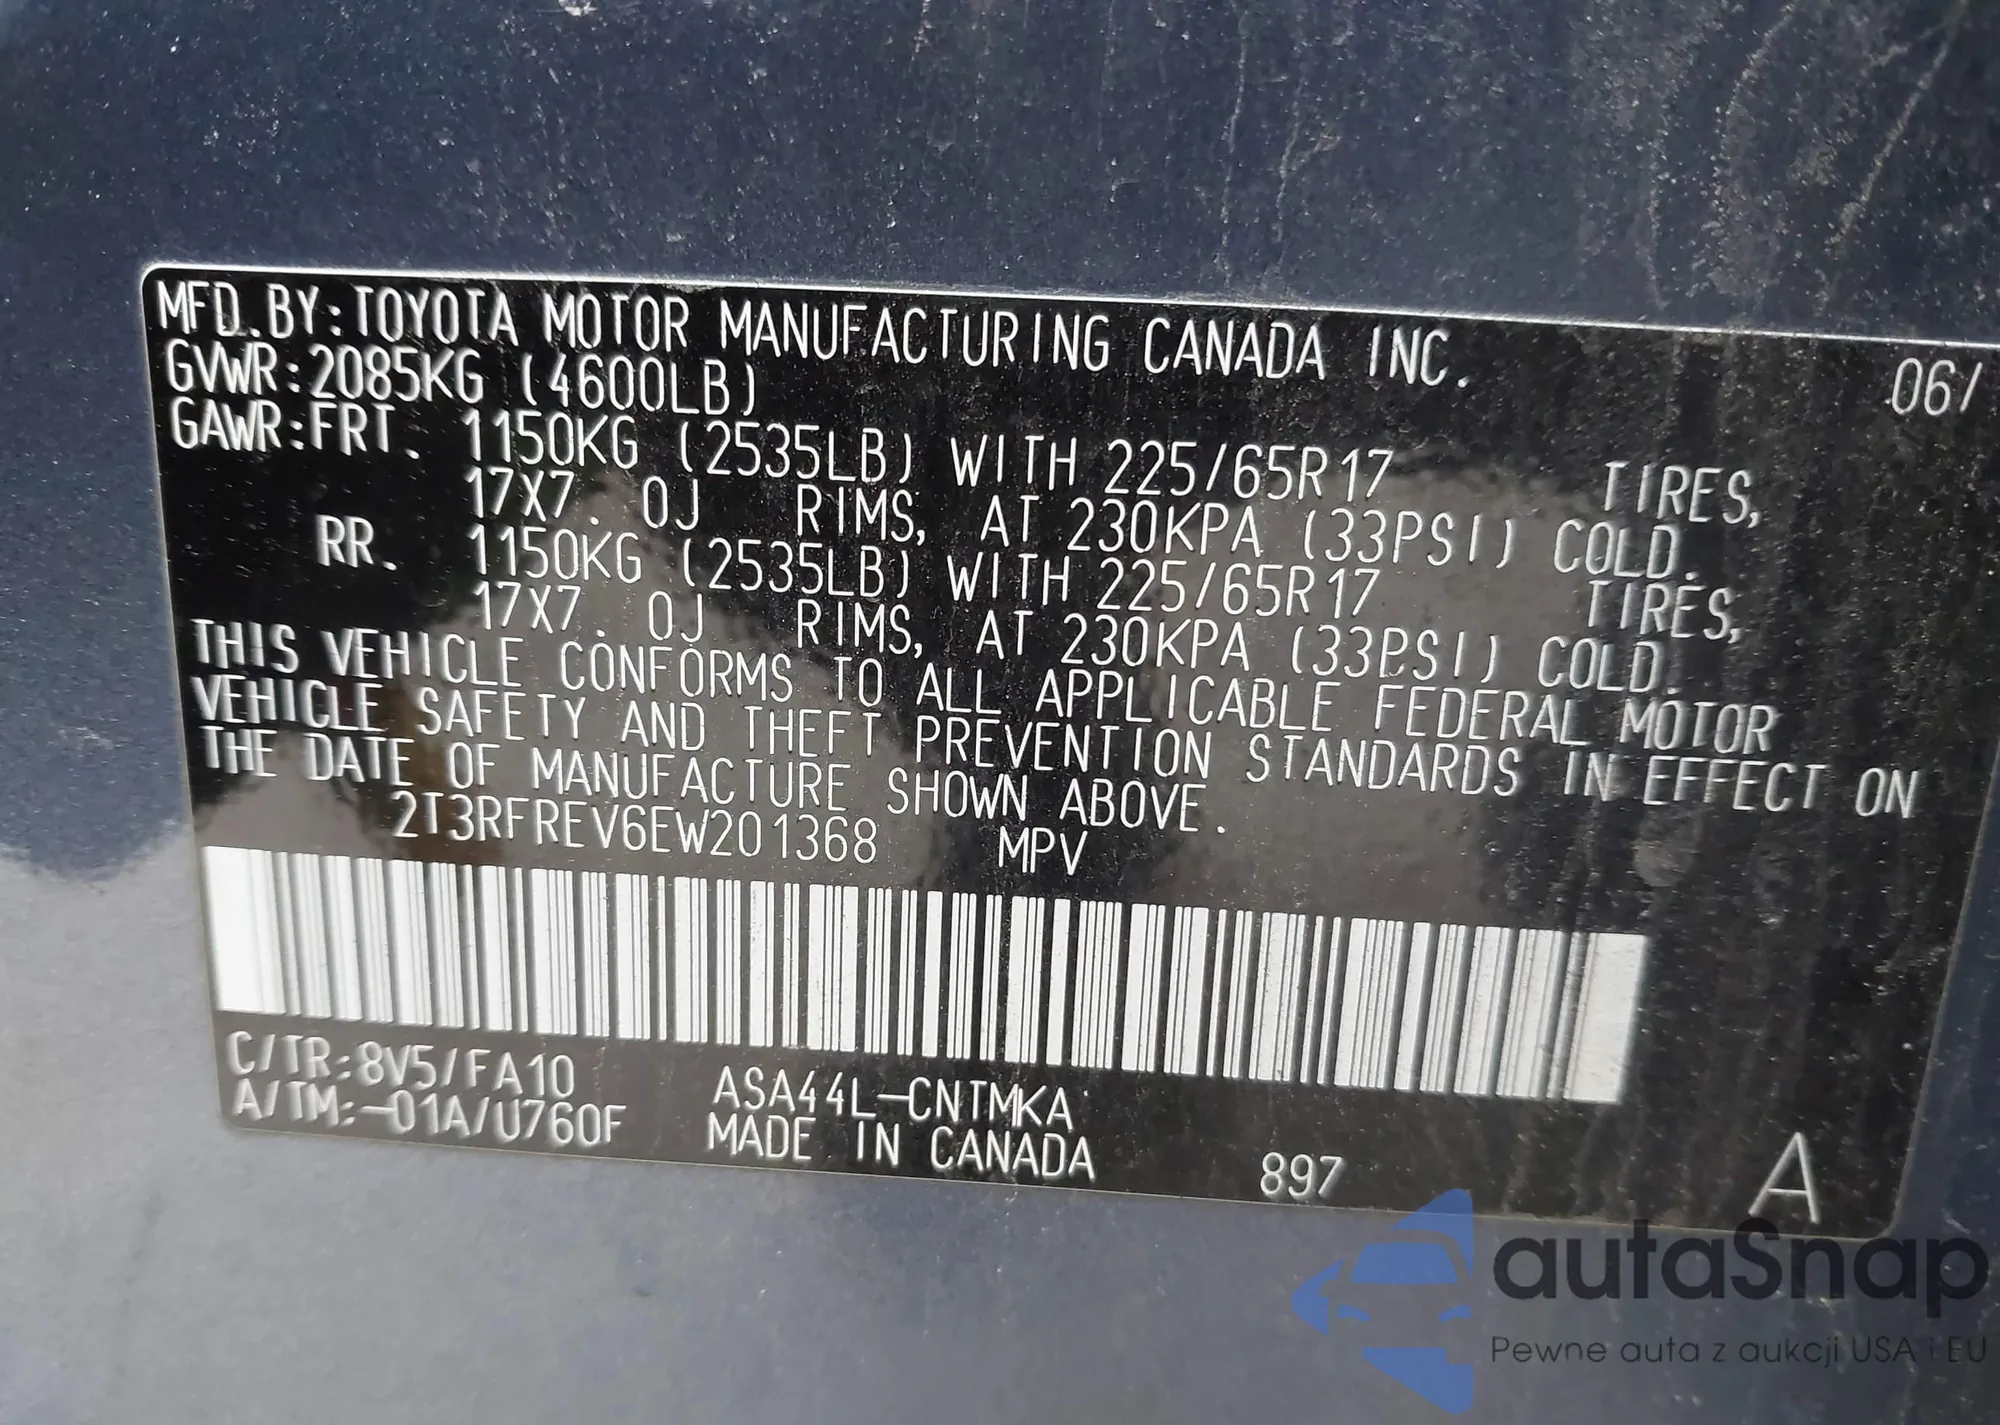 MFD.BY:TOYOTA MOTOR MANUFACTURING CANADA INC. 06/
GVWR:2085KG (4600LB)
GAWR:FRT. 1150KG (2535LB) WITH 225/65R17 TIRES,
17X7.0J RIMS, AT 230KPA (33PSI) COLD.
RR. 1150KG (2535LB) WITH 225/65R17 TIRES,
17X7.0J RIMS, AT 230KPA (33PSI) COLD.
THIS VEHICLE CONFORMS TO ALL APPLICABLE FEDERAL MOTOR
VEHICLE SAFETY AND THEFT PREVENTION STANDARDS IN EFFECT ON
THE DATE OF MANUFACTURE SHOWN ABOVE.
2T3RFREV6EW201368 MPV
C/TR:8V5/FA10 ASA44L-CNTMKA
A/TM:-01A/U760F MADE IN CANADA 897 A
autaSnap
Pewne auta z aukcji USA i EU